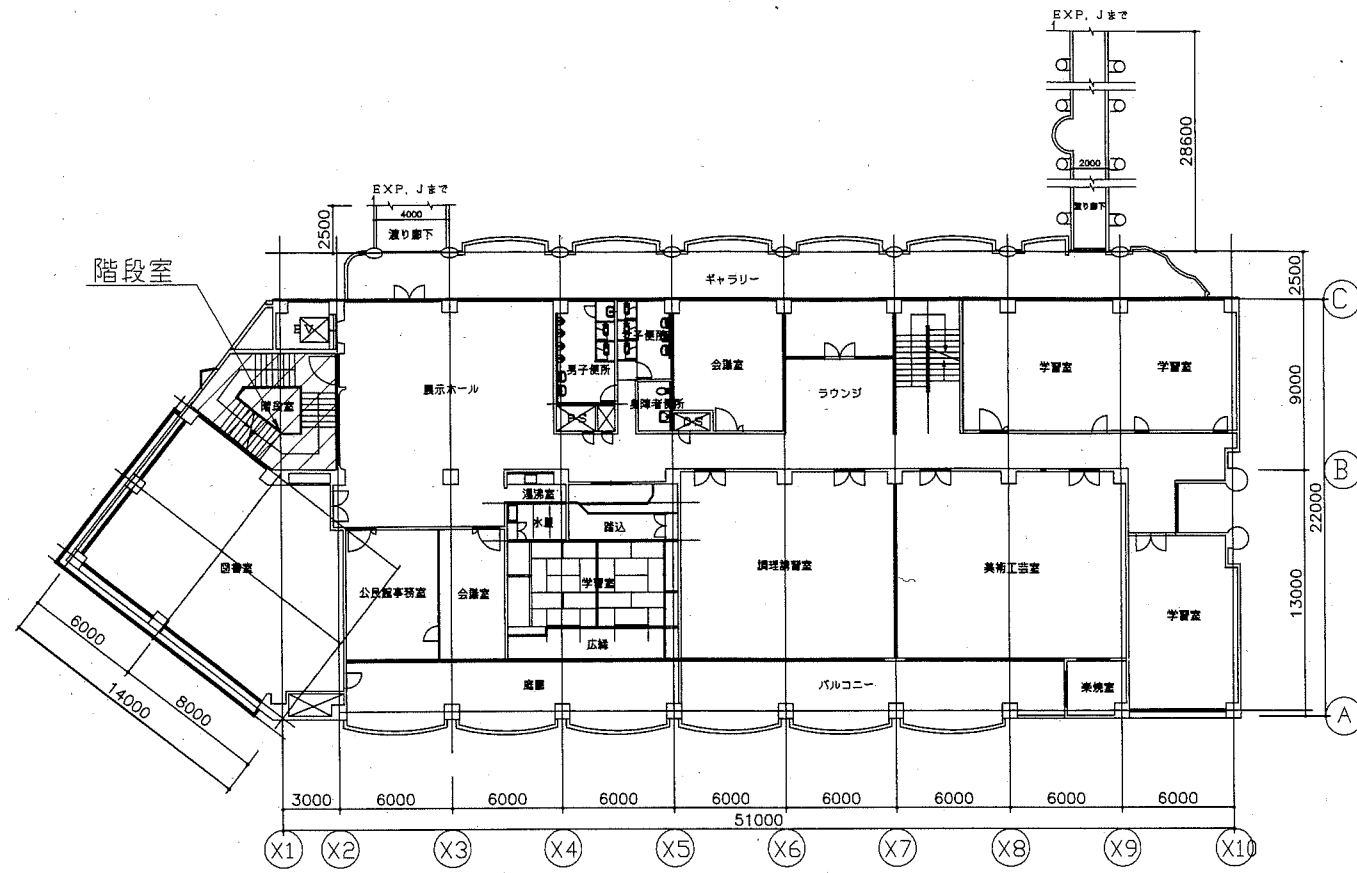 EXP, Jまで
28600
2000
渡り廊下
EXP, Jまで
4000
渡り廊下
2500
階段室
ギャラリー
2500
C
EV
女子便所
男子便所
身障者便所
PS
PS
会議室
ラウンジ
学習室
学習室
展示ホール
階段室
9000
B
22000
湯沸室
水屋
踏込
図書室
公民館事務室
会議室
学習室
広縁
調理講習室
美術工芸室
学習室
13000
6000
8000
14000
庭園
バルコニー
楽焼室
A
3000
6000
6000
6000
6000
6000
6000
6000
6000
51000
X1
X2
X3
X4
X5
X6
X7
X8
X9
X10